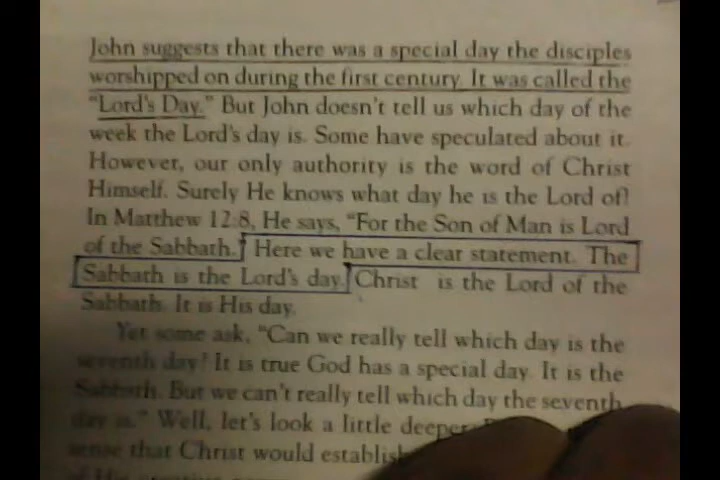 John suggests that there was a special day the disciples
worshipped on during the first century. It was called the
"Lord's Day." But John doesn't tell us which day of the
week the Lord's day is. Some have speculated about it.
However, our only authority is the word of Christ
Himself. Surely He knows what day he is the Lord of!
In Matthew 12:8, He says, "For the Son of Man is Lord
of the Sabbath." Here we have a clear statement. The
Sabbath is the Lord's day. Christ is the Lord of the
Sabbath. It is His day.
Yet some ask, "Can we really tell which day is the
seventh day? It is true God has a special day. It is the
Sabbath. But we can't really tell which day the seventh
day is." Well, let's look a little deeper.
sense that Christ would establish
of His